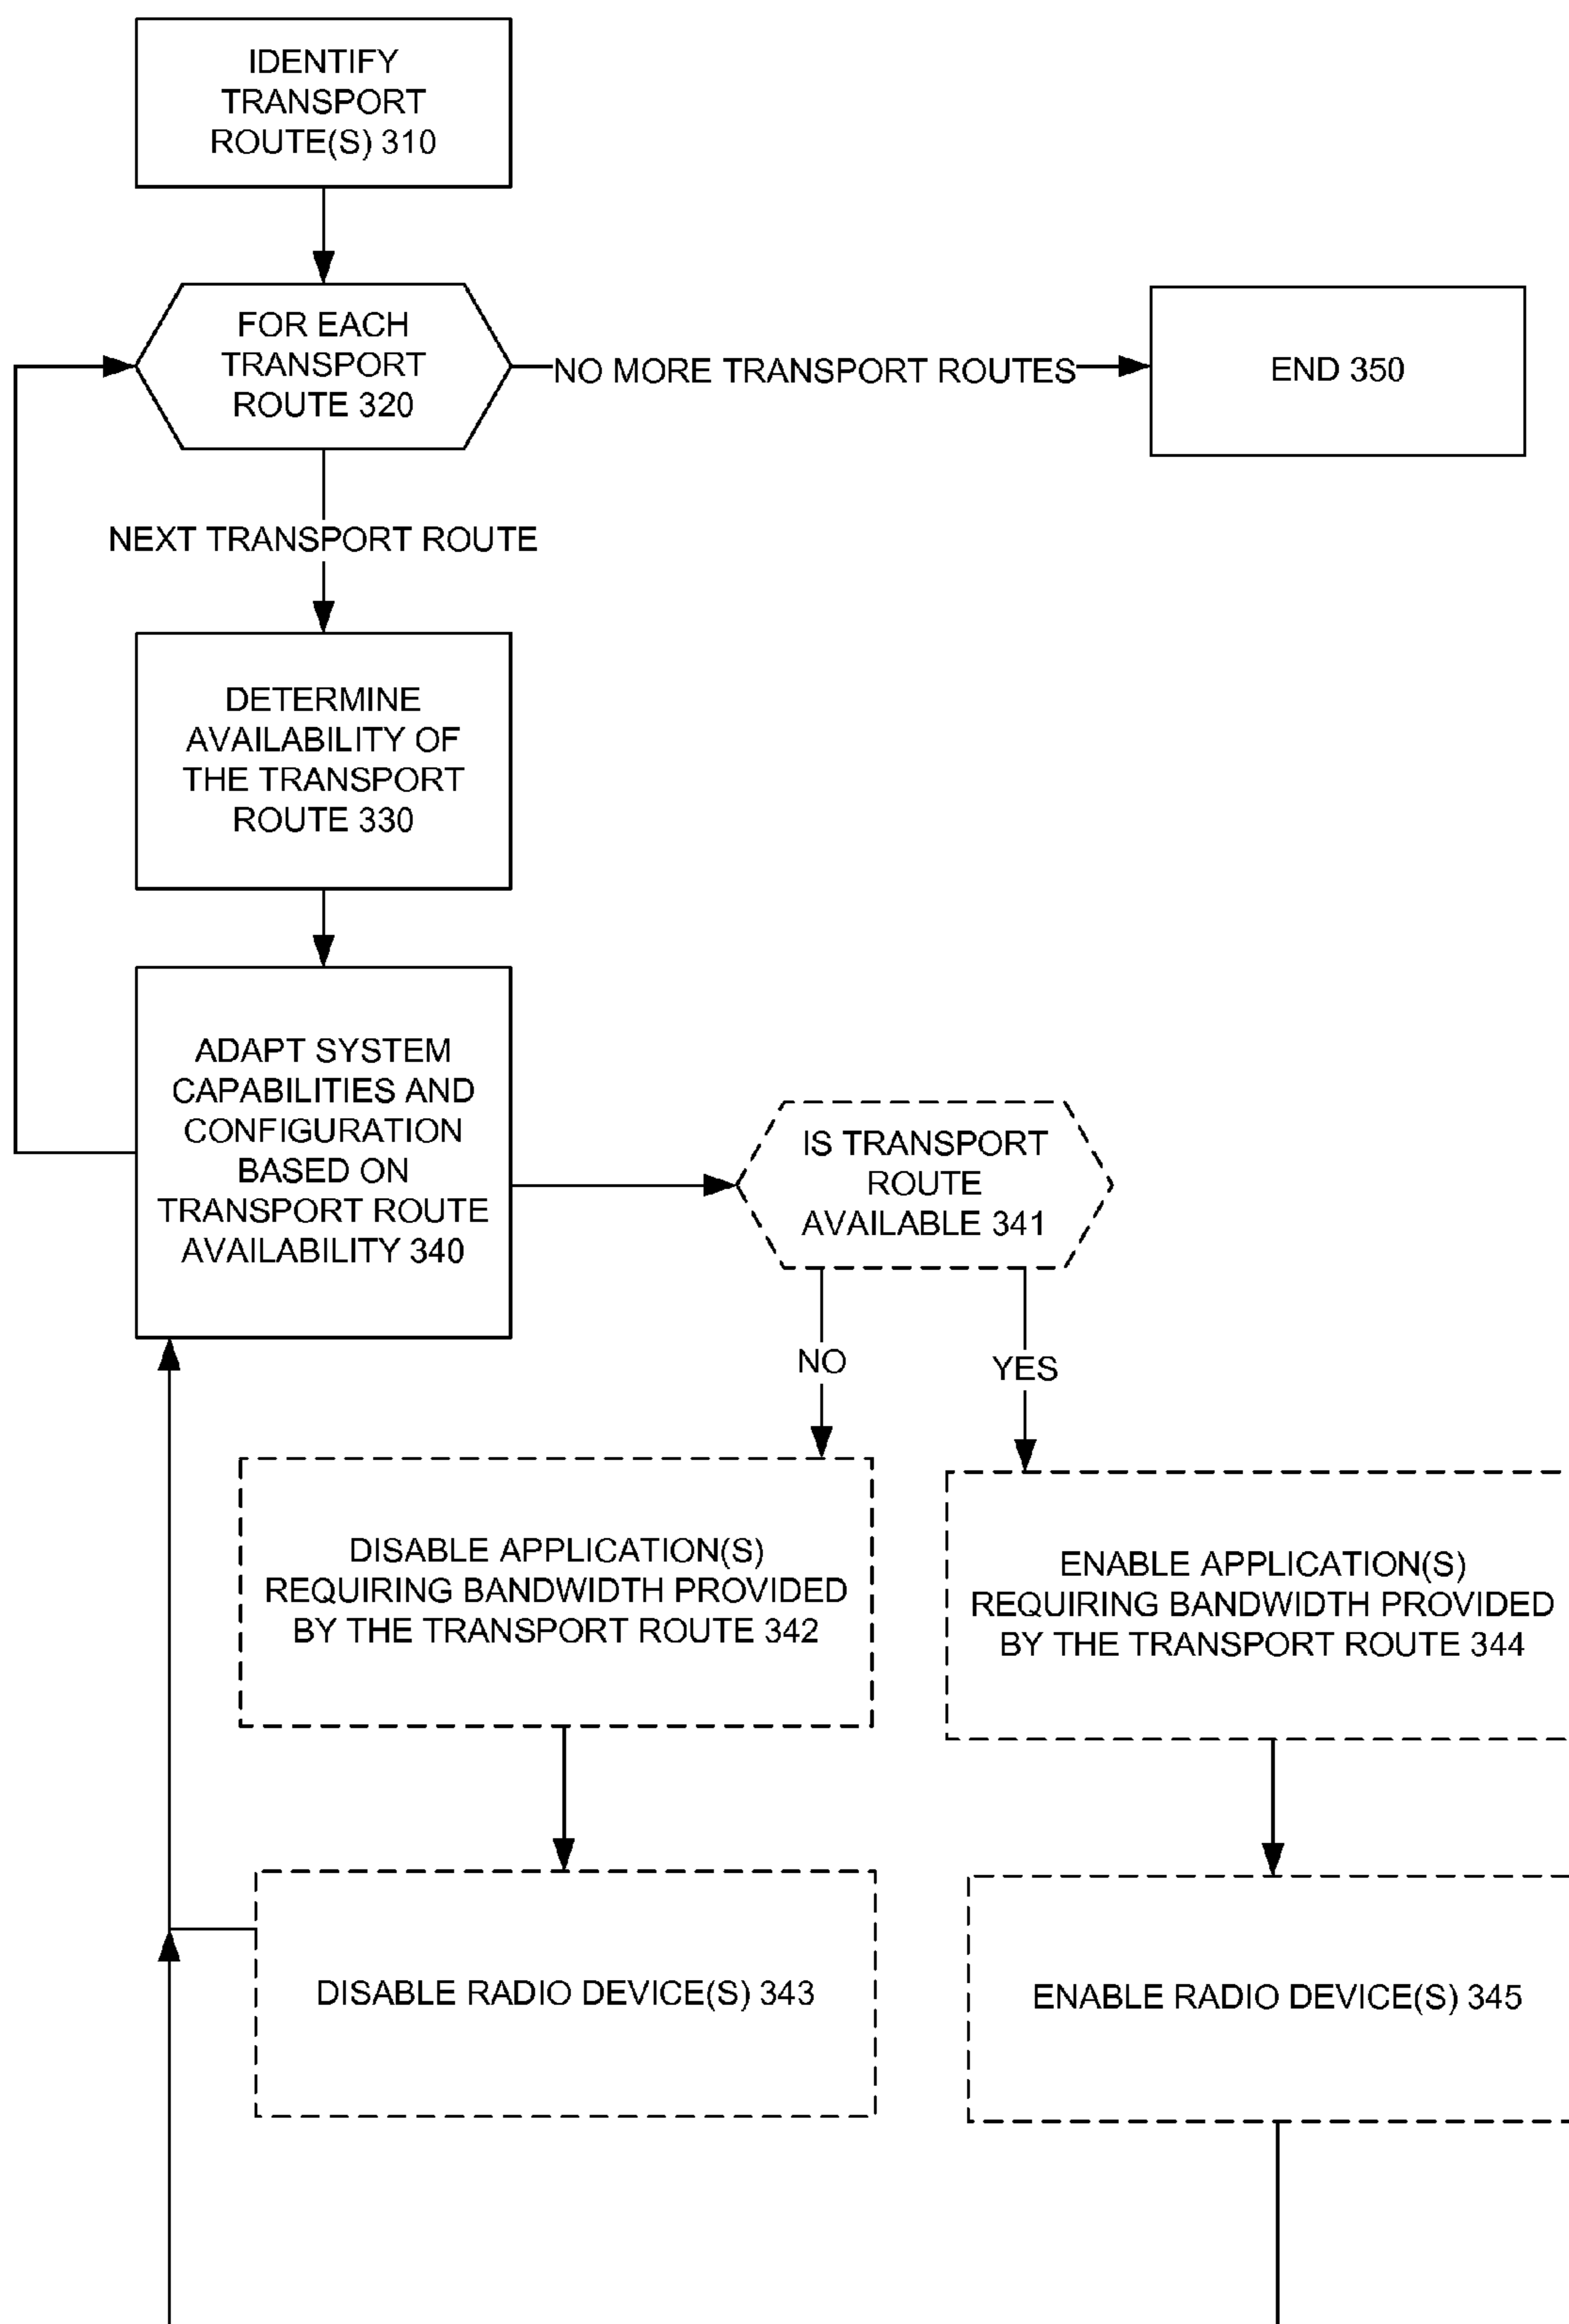 IDENTIFY
TRANSPORT
ROUTE(S) 310
FOR EACH
TRANSPORT
ROUTE 320
NO MORE TRANSPORT ROUTES
END 350
NEXT TRANSPORT ROUTE
DETERMINE
AVAILABILITY OF
THE TRANSPORT
ROUTE 330
ADAPT SYSTEM
CAPABILITIES AND
CONFIGURATION
BASED ON
TRANSPORT ROUTE
AVAILABILITY 340
IS TRANSPORT
ROUTE
AVAILABLE 341
NO
YES
DISABLE APPLICATION(S)
REQUIRING BANDWIDTH PROVIDED
BY THE TRANSPORT ROUTE 342
ENABLE APPLICATION(S)
REQUIRING BANDWIDTH PROVIDED
BY THE TRANSPORT ROUTE 344
DISABLE RADIO DEVICE(S) 343
ENABLE RADIO DEVICE(S) 345